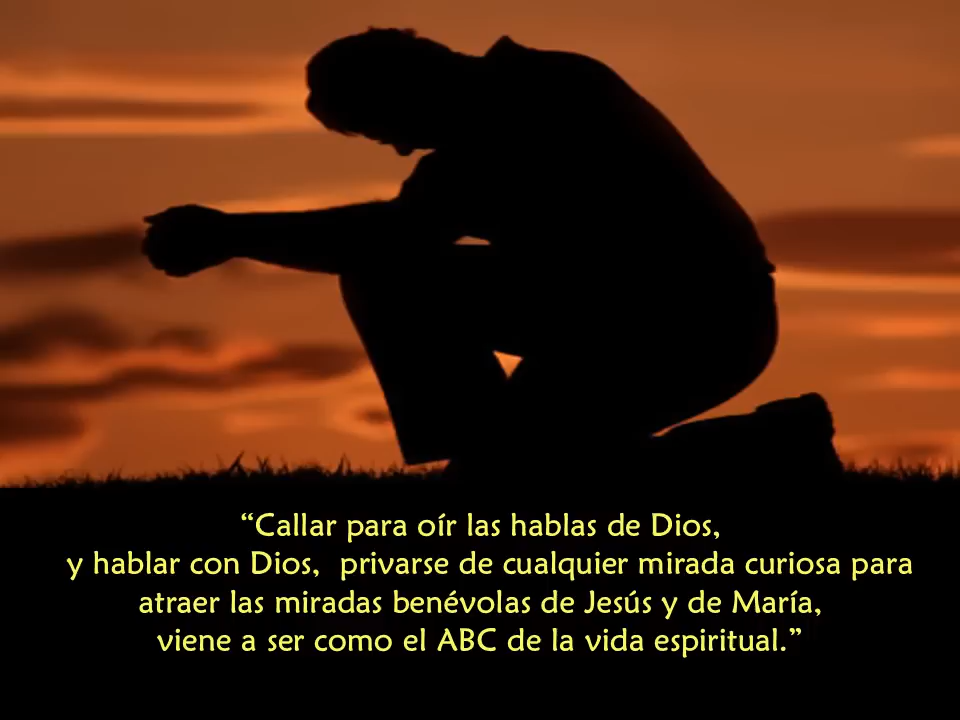 “Callar para oír las hablas de Dios,
y hablar con Dios, privarse de cualquier mirada curiosa para
atraer las miradas benévolas de Jesús y de María,
viene a ser como el ABC de la vida espiritual.”